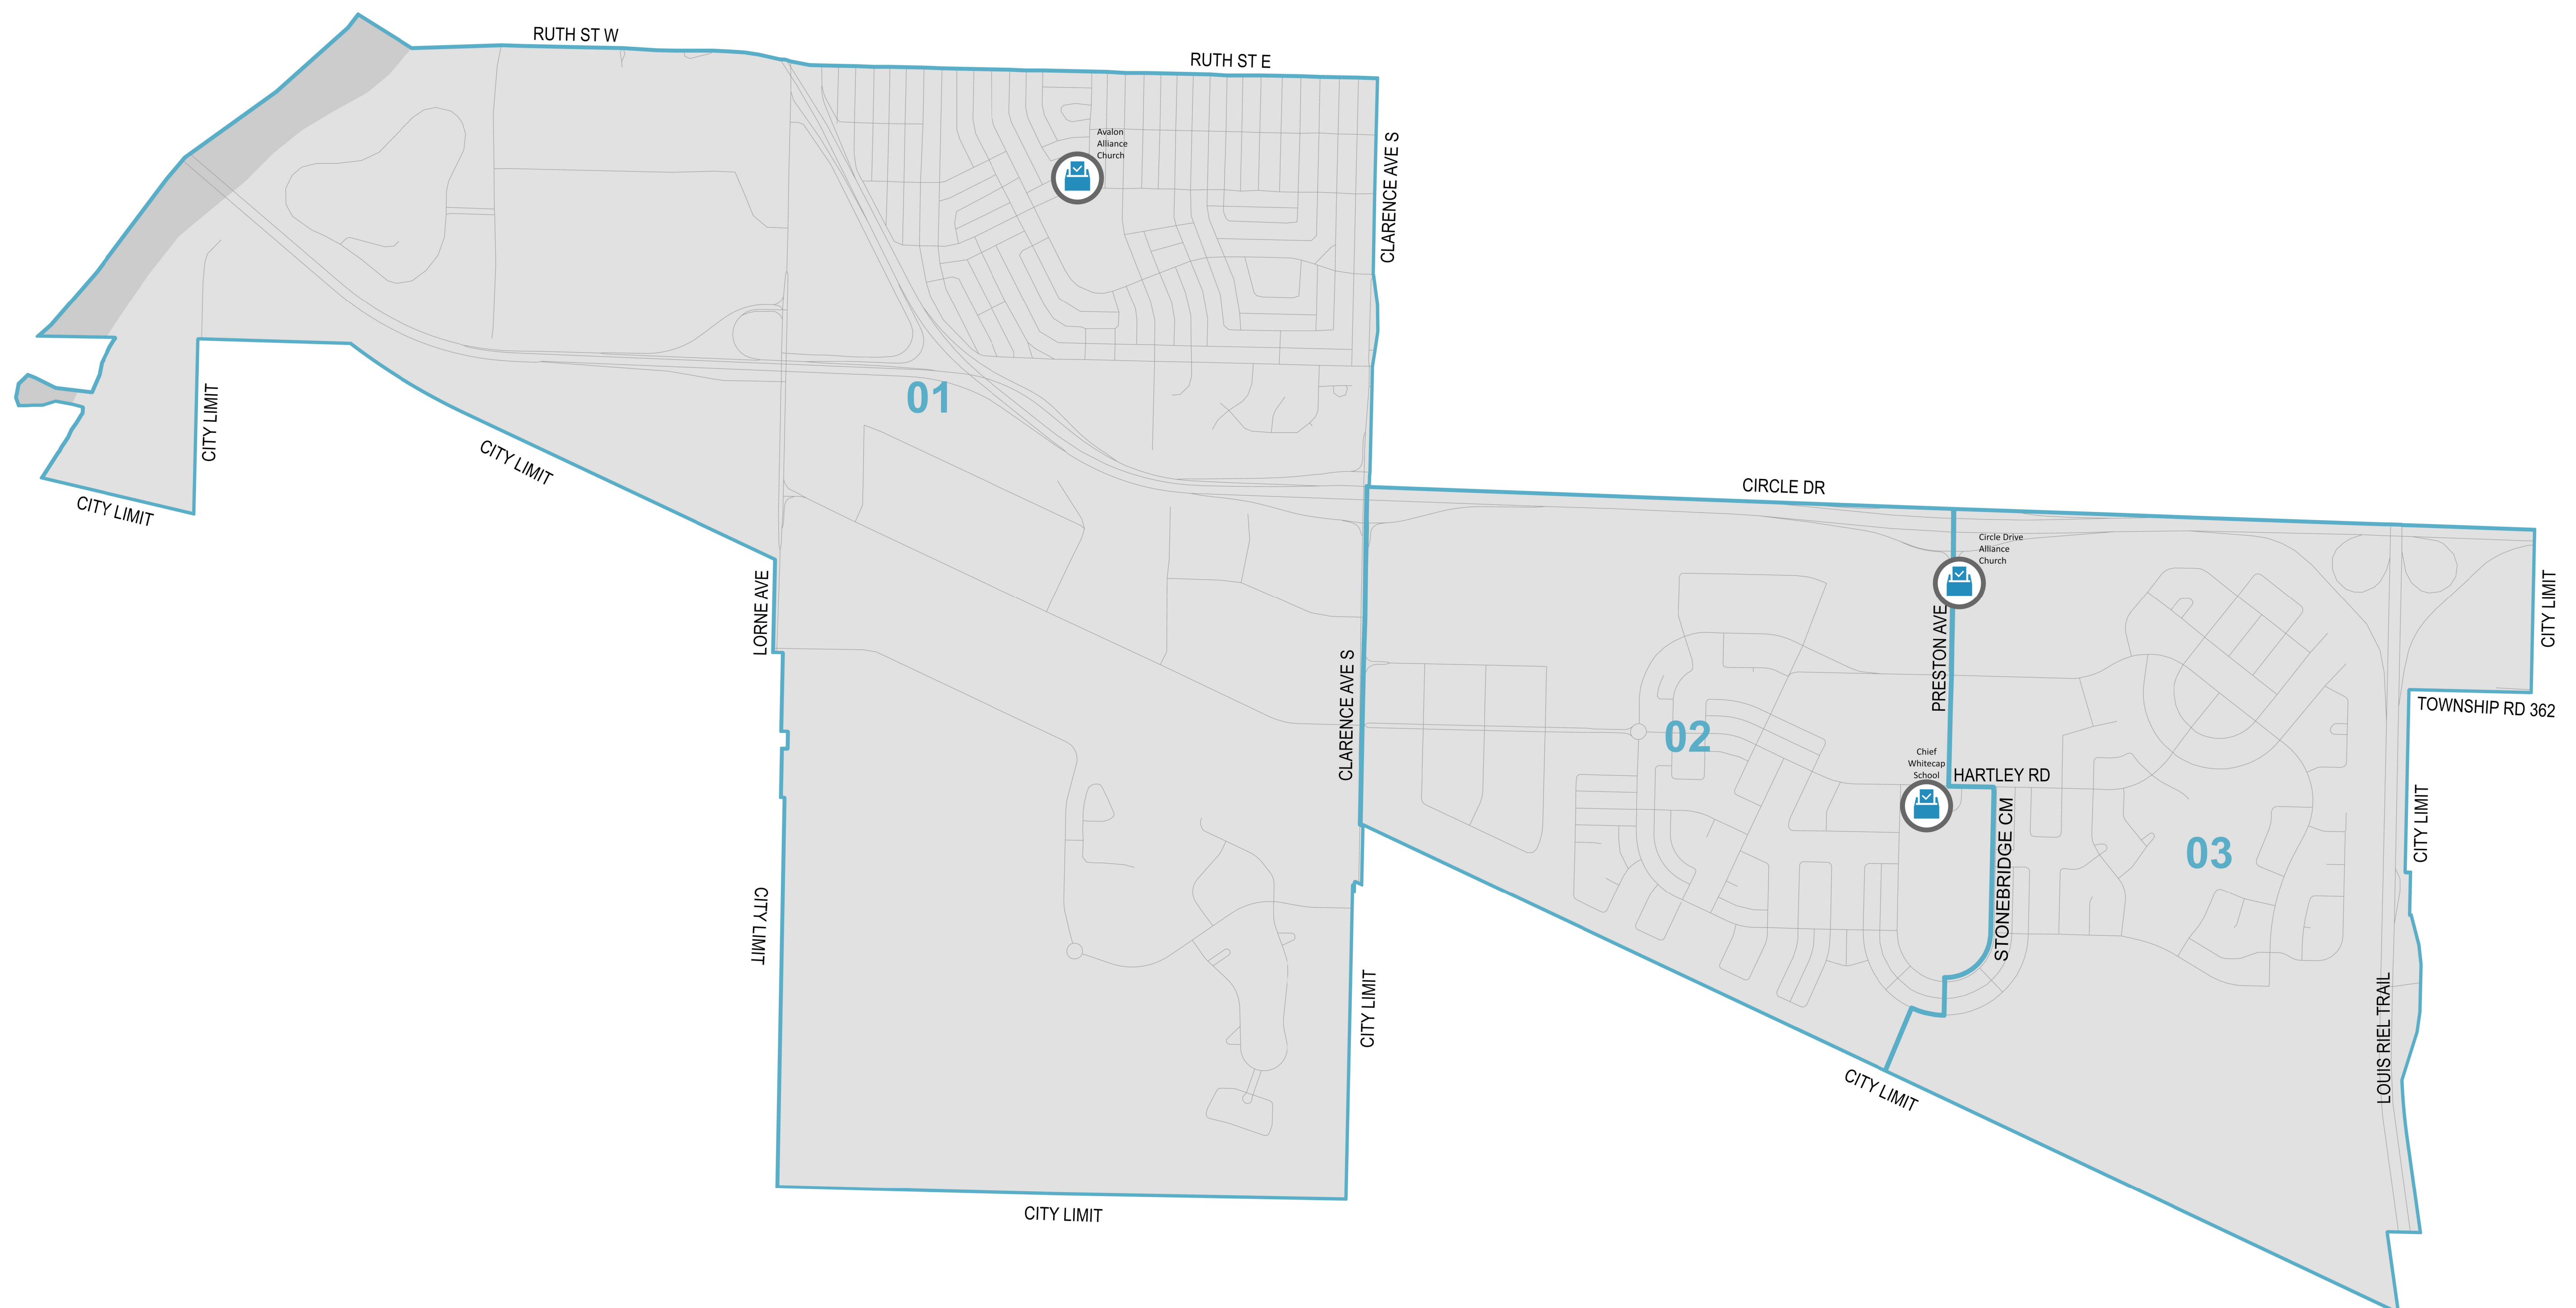 RUTH ST W
RUTH ST E
Avalon
Alliance
Church
CLARENCE AVE S
01
CITY LIMIT
CITY LIMIT
CITY LIMIT
CIRCLE DR
Circle Drive
Alliance
Church
CITY LIMIT
LORNE AVE
PRESTON AVE
CLARENCE AVE S
TOWNSHIP RD 362
02
Chief
Whitecap
School
HARTLEY RD
STONEBRIDGE CM
03
CITY LIMIT
CITY LIMIT
CITY LIMIT
LOUIS RIEL TRAIL
CITY LIMIT
CITY LIMIT